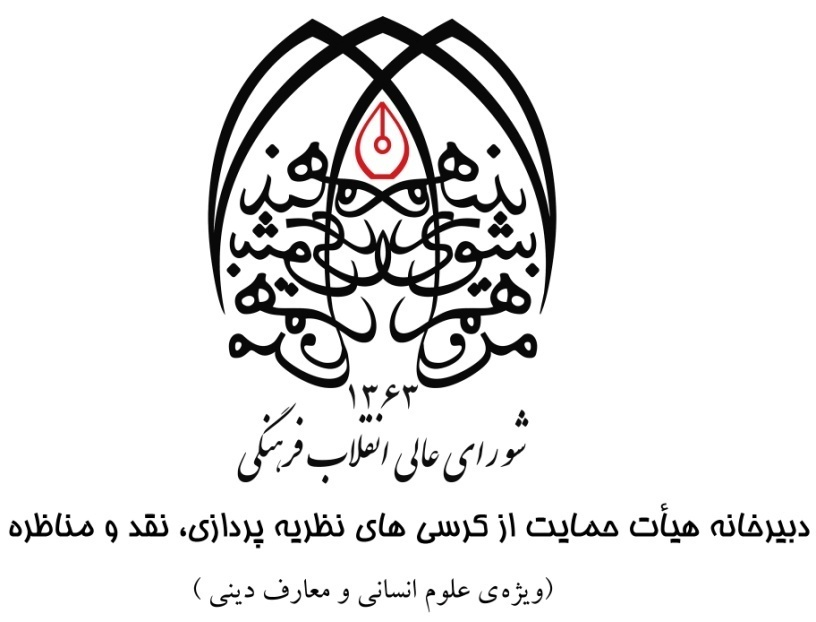 ۱۳۶۳
شورای عالی انقلاب فرهنگی
دبیرخانه هیأت حمایت از کرسی های نظریه پردازی، نقد و مناظره
(ویژه‌ی علوم انسانی و معارف دینی )